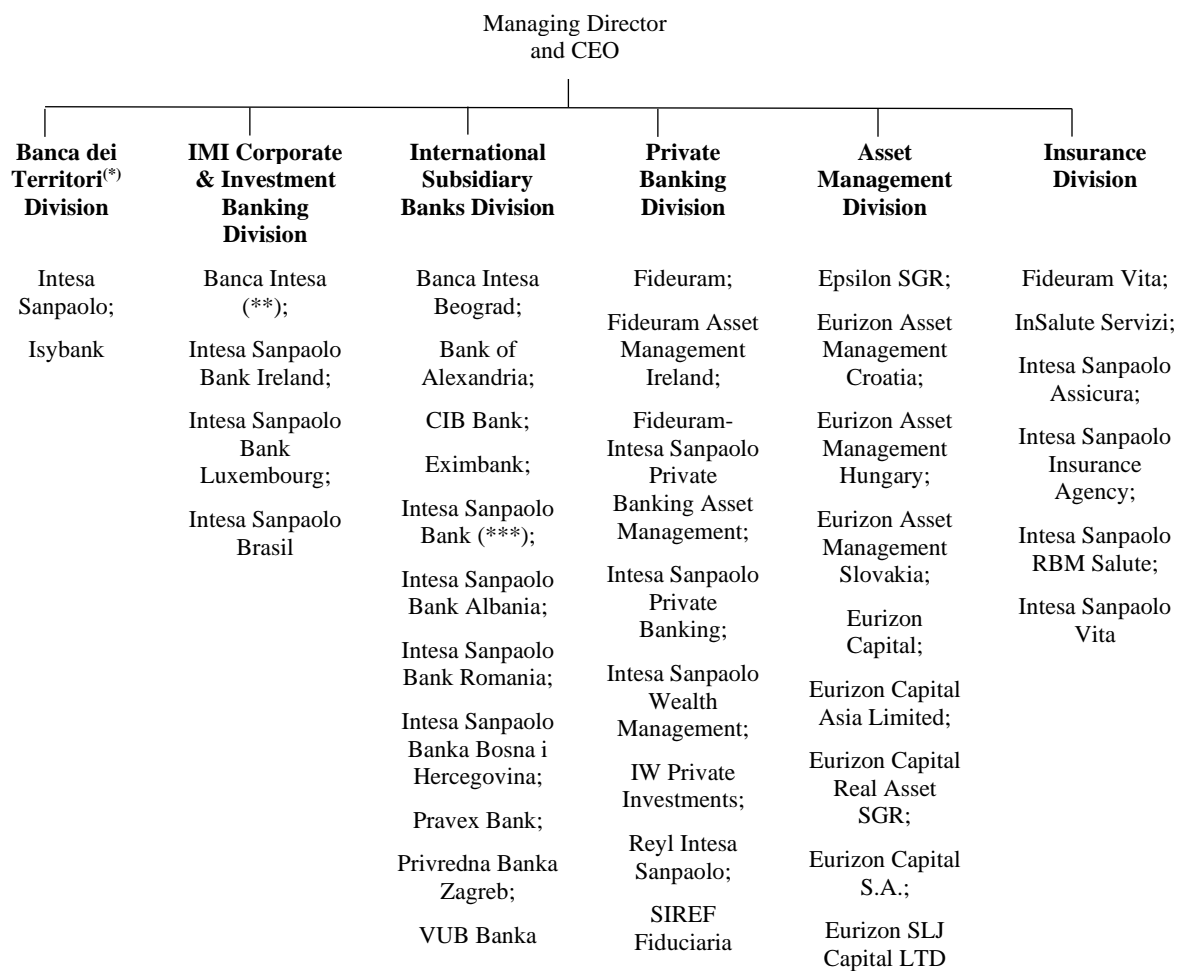 Managing Director
and CEO
Banca dei
Territori(*)
Division
Intesa
Sanpaolo;
Isybank
IMI Corporate
& Investment
Banking
Division
Banca Intesa
(**);
Intesa Sanpaolo
Bank Ireland;
Intesa Sanpaolo
Bank
Luxembourg;
Intesa Sanpaolo
Brasil
International
Subsidiary
Banks Division
Banca Intesa
Beograd;
Bank of
Alexandria;
CIB Bank;
Eximbank;
Intesa Sanpaolo
Bank (***);
Intesa Sanpaolo
Bank Albania;
Intesa Sanpaolo
Bank Romania;
Intesa Sanpaolo
Banka Bosna i
Hercegovina;
Pravex Bank;
Privredna Banka
Zagreb;
VUB Banka
Private
Banking
Division
Fideuram;
Fideuram Asset
Management
Ireland;
Fideuram-
Intesa Sanpaolo
Private
Banking Asset
Management;
Intesa Sanpaolo
Private
Banking;
Intesa Sanpaolo
Wealth
Management;
IW Private
Investments;
Reyl Intesa
Sanpaolo;
SIREF
Fiduciaria
Asset
Management
Division
Epsilon SGR;
Eurizon Asset
Management
Croatia;
Eurizon Asset
Management
Hungary;
Eurizon Asset
Management
Slovakia;
Eurizon
Capital;
Eurizon Capital
Asia Limited;
Eurizon Capital
Real Asset
SGR;
Eurizon Capital
S.A.;
Eurizon SLJ
Capital LTD
Insurance
Division
Fideuram Vita;
InSalute Servizi;
Intesa Sanpaolo
Assicura;
Intesa Sanpaolo
Insurance
Agency;
Intesa Sanpaolo
RBM Salute;
Intesa Sanpaolo
Vita